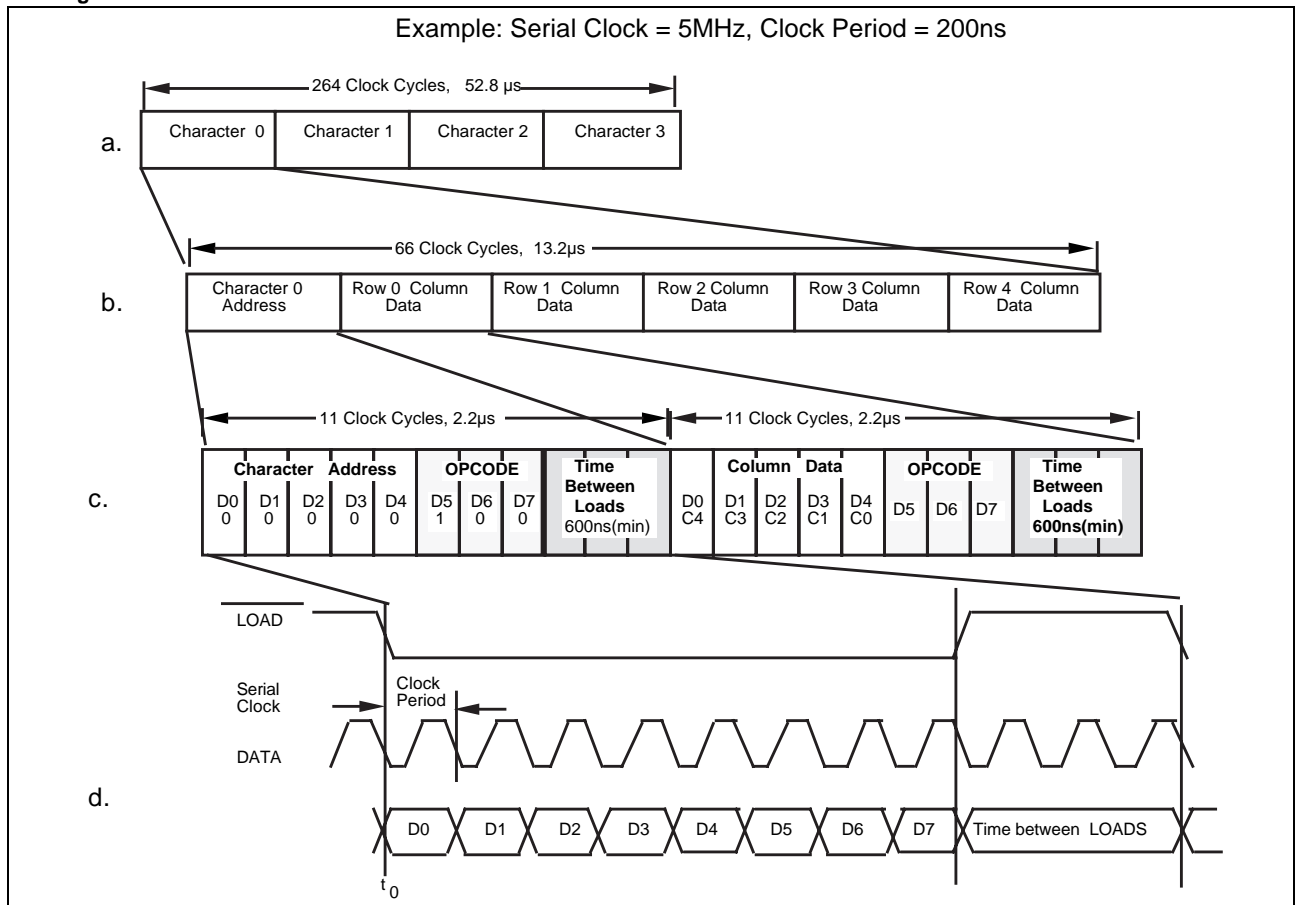 Example: Serial Clock = 5MHz, Clock Period = 200ns
264 Clock Cycles, 52.8 µs
a.
Character 0
Character 1
Character 2
Character 3
66 Clock Cycles, 13.2µs
b.
Character 0
Address
Row 0 Column
Data
Row 1 Column
Data
Row 2 Column
Data
Row 3 Column
Data
Row 4 Column
Data
11 Clock Cycles, 2.2µs
11 Clock Cycles, 2.2µs
c.
Character Address
D0 D1 D2 D3 D4
0 0 0 0 0
OPCODE
D5 D6 D7
1 0 0
Time
Between
Loads
600ns(min)
Column Data
D0 D1 D2 D3 D4
C4 C3 C2 C1 C0
OPCODE
D5 D6 D7
Time
Between
Loads
600ns(min)
LOAD
Serial
Clock
Clock
Period
DATA
d.
D0 D1 D2 D3 D4 D5 D6 D7 Time between LOADS
t0